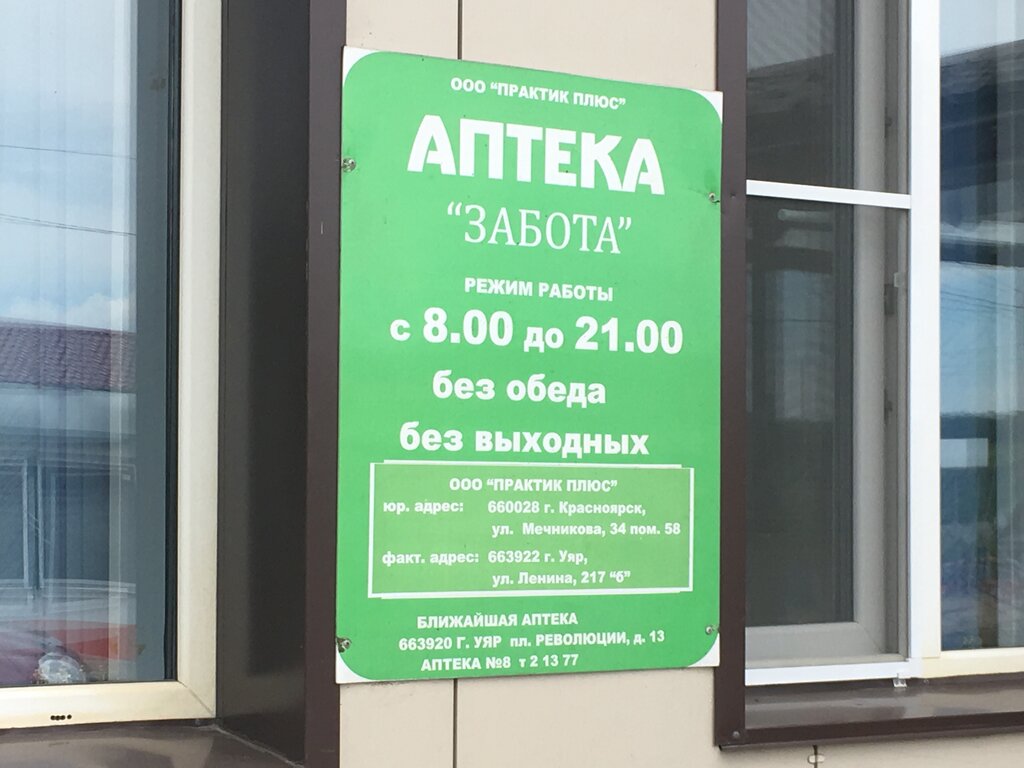 ООО "ПРАКТИК ПЛЮС"
АПТЕКА
"ЗАБОТА"
РЕЖИМ РАБОТЫ
с 8.00 до 21.00
без обеда
без выходных
ООО "ПРАКТИК ПЛЮС"
юр. адрес: 660028 г. Красноярск,
ул. Мечникова, 34 пом. 58
факт. адрес: 663922 г. Уяр,
ул. Ленина, 217 "б"
БЛИЖАЙШАЯ АПТЕКА
663920 Г. УЯР пл. РЕВОЛЮЦИИ, д. 13
АПТЕКА №8 т 2 13 77